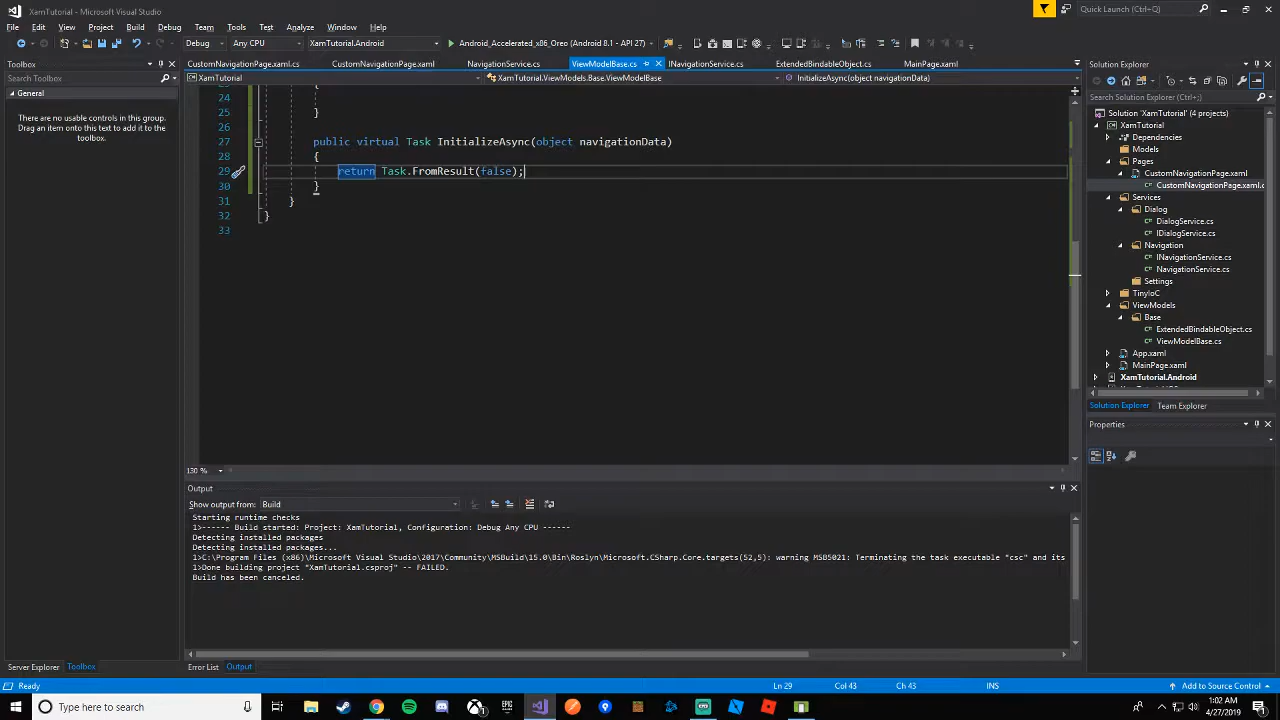 XamTutorial - Microsoft Visual Studio
Quick Launch (Ctrl+Q)
File Edit View Project Build Debug Team Tools Test Analyze Window Help
Debug Any CPU XamTutorial.Android Android_Accelerated_x86_Oreo (Android 8.1 - API 27)
Toolbox
Search Toolbox
General
There are no usable controls in this group.
Drag an item onto this text to add it to the
toolbox.
CustomNavigationPage.xaml.cs CustomNavigationPage.xaml NavigationService.cs ViewModelBase.cs INavigationService.cs ExtendedBindableObject.cs MainPage.xaml
XamTutorial XamTutorial.ViewModels.Base.ViewModelBase InitializeAsync(object navigationData)
24 {
25 }
26
27 public virtual Task InitializeAsync(object navigationData)
28 {
29 return Task.FromResult(false);
30 }
31 }
32 }
33
130 %
Output
Show output from: Build
Starting runtime checks
1>------ Build started: Project: XamTutorial, Configuration: Debug Any CPU ------
Detecting installed packages
Detecting installed packages...
1>C:\Program Files (x86)\Microsoft Visual Studio\2017\Community\MSBuild\15.0\Bin\Roslyn\Microsoft.CSharp.Core.targets(52,5): warning MSB5021: Terminating the task executable "csc" and its
1>Done building project "XamTutorial.csproj" -- FAILED.
Build has been canceled.
Solution Explorer
Search Solution Explorer (Ctrl+;)
Solution 'XamTutorial' (4 projects)
XamTutorial
Dependencies
Models
Pages
CustomNavigationPage.xaml
CustomNavigationPage.xaml.c
Services
Dialog
DialogService.cs
IDialogService.cs
Navigation
INavigationService.cs
NavigationService.cs
Settings
TinyIoC
ViewModels
Base
ExtendedBindableObject.cs
ViewModelBase.cs
App.xaml
MainPage.xaml
XamTutorial.Android
Solution Explorer Team Explorer
Properties
Server Explorer Toolbox
Error List Output
Ready
Ln 29 Col 43 Ch 43 INS
Add to Source Control
Type here to search
1:02 AM
4/27/2019